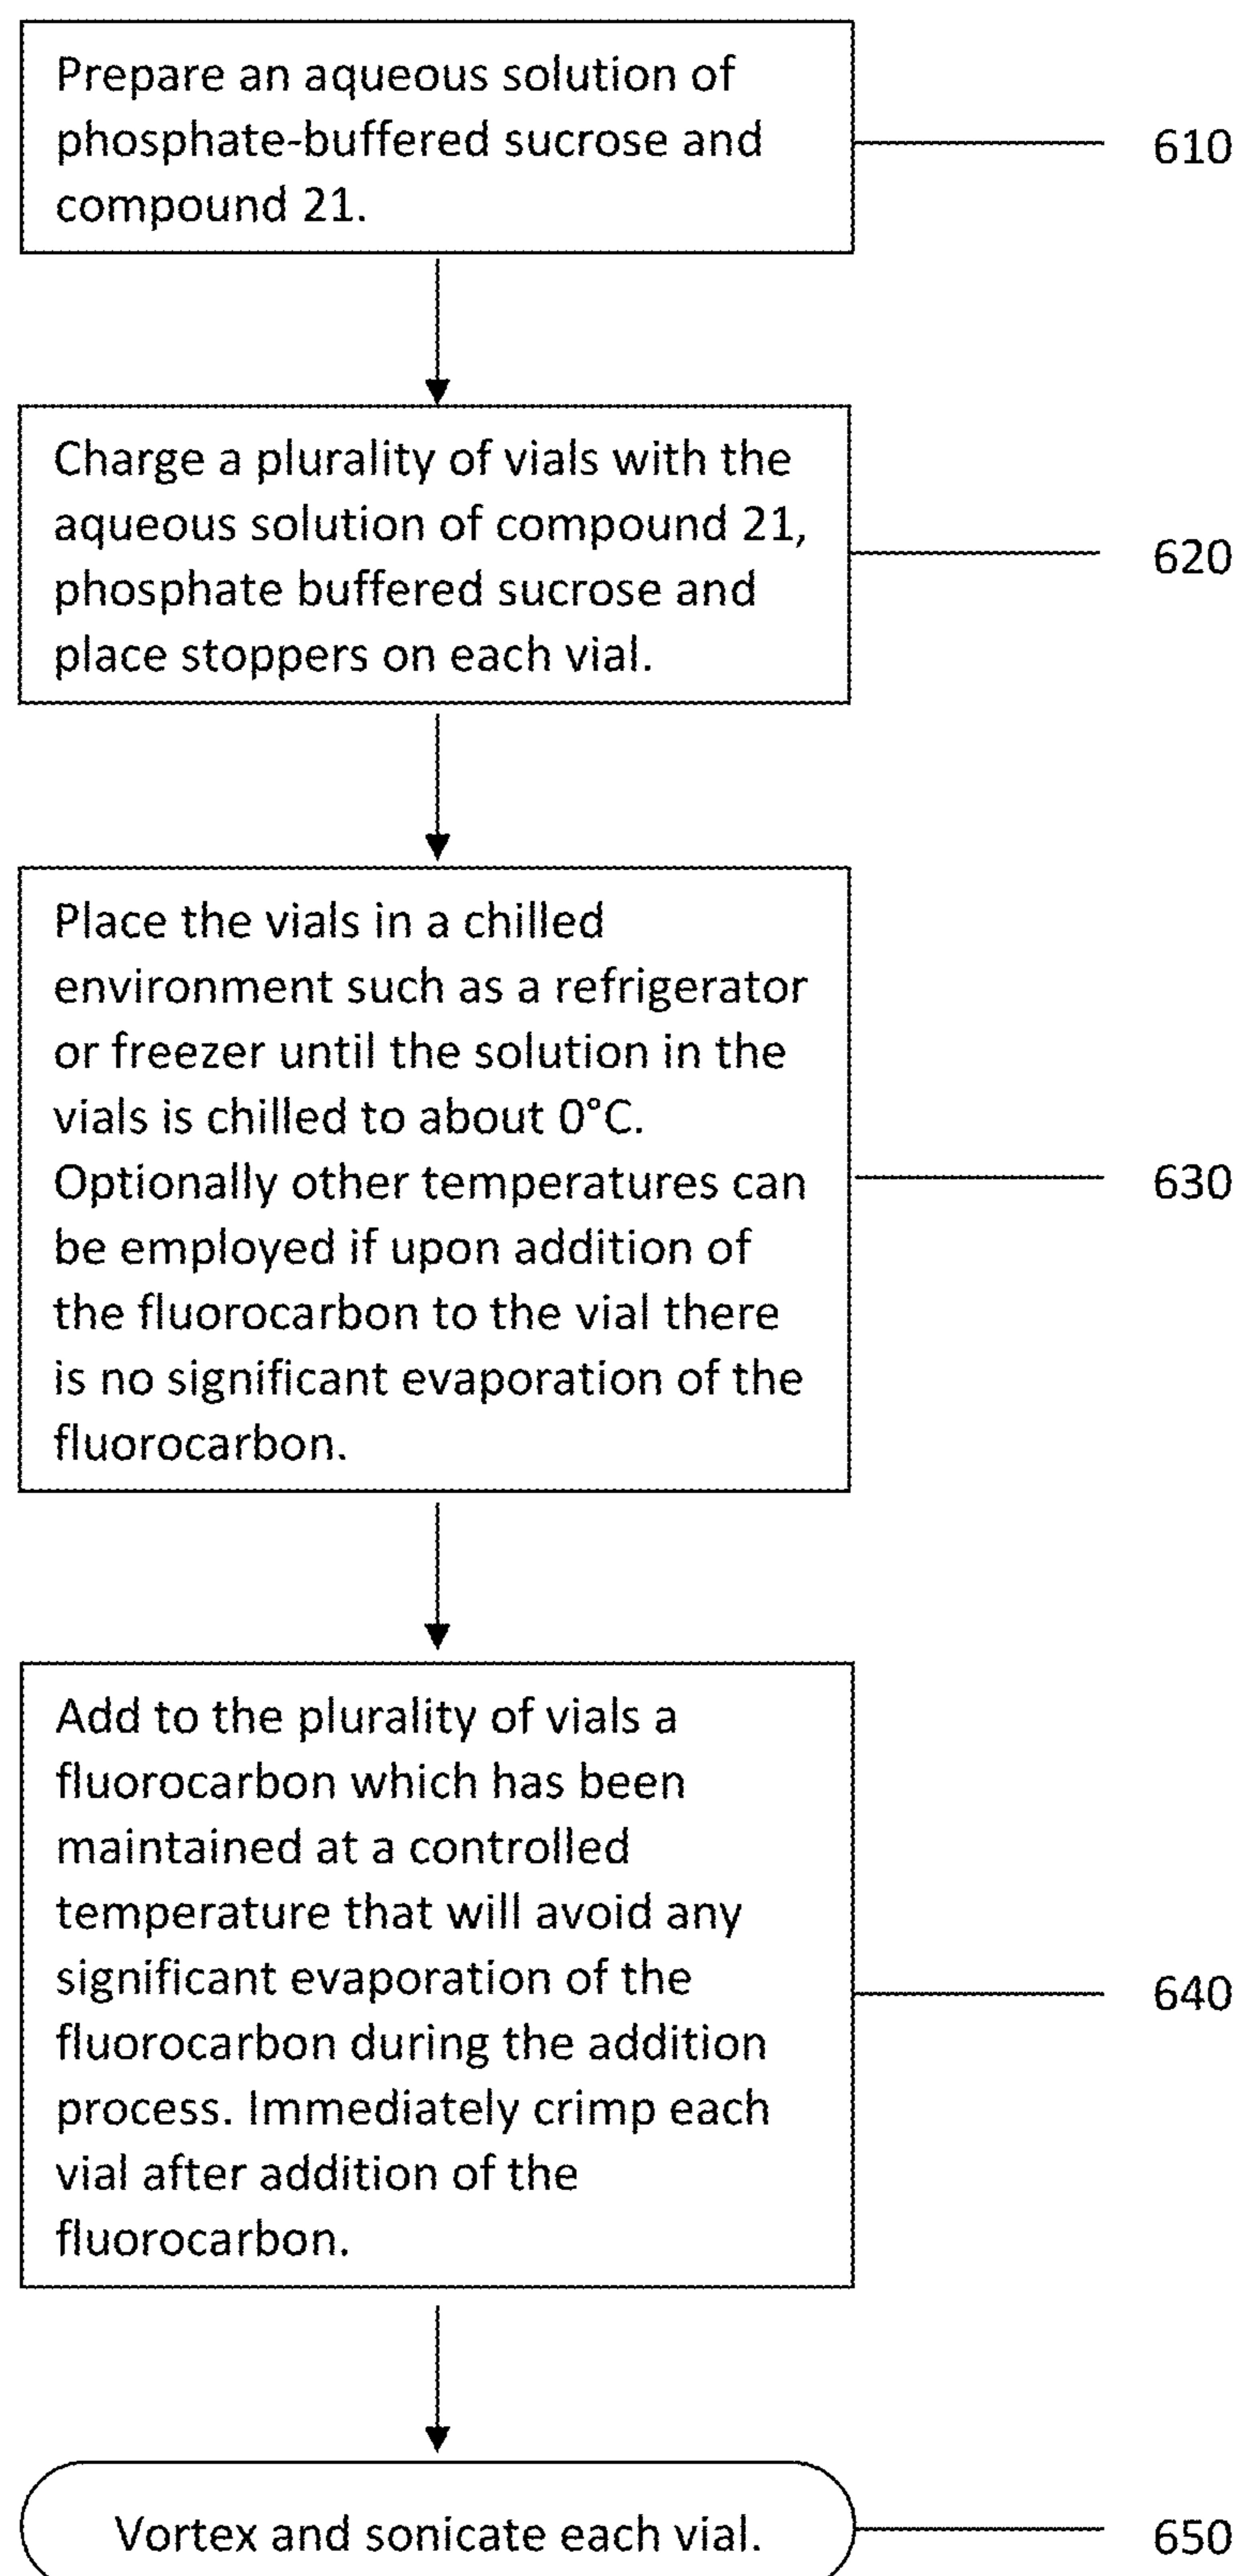 Prepare an aqueous solution of
phosphate-buffered sucrose and
compound 21.
610
Charge a plurality of vials with the
aqueous solution of compound 21,
phosphate buffered sucrose and
place stoppers on each vial.
620
Place the vials in a chilled
environment such as a refrigerator
or freezer until the solution in the
vials is chilled to about 0°C.
Optionally other temperatures can
be employed if upon addition of
the fluorocarbon to the vial there
is no significant evaporation of the
fluorocarbon.
630
Add to the plurality of vials a
fluorocarbon which has been
maintained at a controlled
temperature that will avoid any
significant evaporation of the
fluorocarbon during the addition
process. Immediately crimp each
vial after addition of the
fluorocarbon.
640
Vortex and sonicate each vial.
650